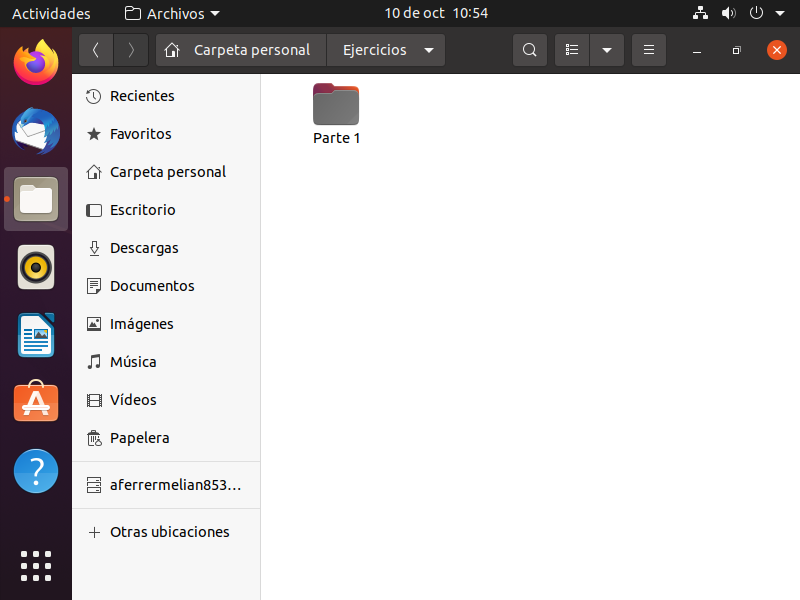 Actividades
Archivos
10 de oct 10:54
Carpeta personal
Ejercicios
Recientes
Favoritos
Carpeta personal
Escritorio
Descargas
Documentos
Imágenes
Música
Vídeos
Papelera
aferrermelian853…
Otras ubicaciones
Parte 1